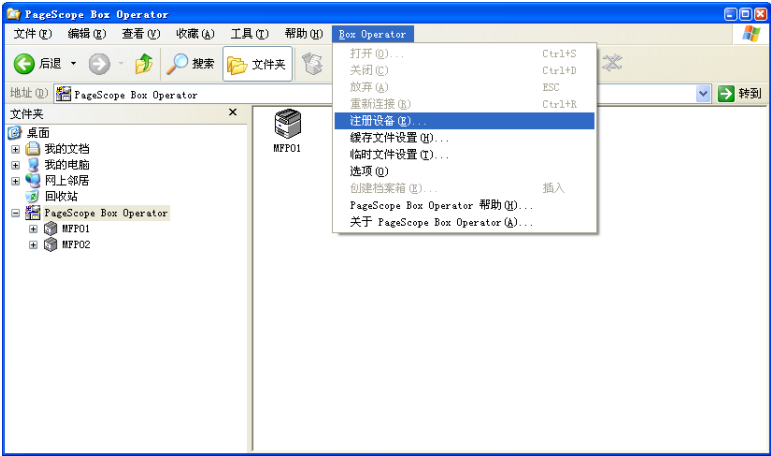 PageScope Box Operator
文件(F) 编辑(E) 查看(V) 收藏(A) 工具(T) 帮助(H) Box Operator
后退 搜索 文件夹
地址(D) PageScope Box Operator 转到
文件夹
桌面
我的文档
我的电脑
网上邻居
回收站
PageScope Box Operator
MFP01
MFP02
MFP01
打开(O)... Ctrl+S
关闭(C) Ctrl+D
放弃(A) ESC
重新连接(R) Ctrl+R
注册设备(E)...
缓存文件设置(H)...
临时文件设置(T)...
选项(O)
创建档案箱(E)... 插入
PageScope Box Operator 帮助(H)...
关于 PageScope Box Operator(A)...